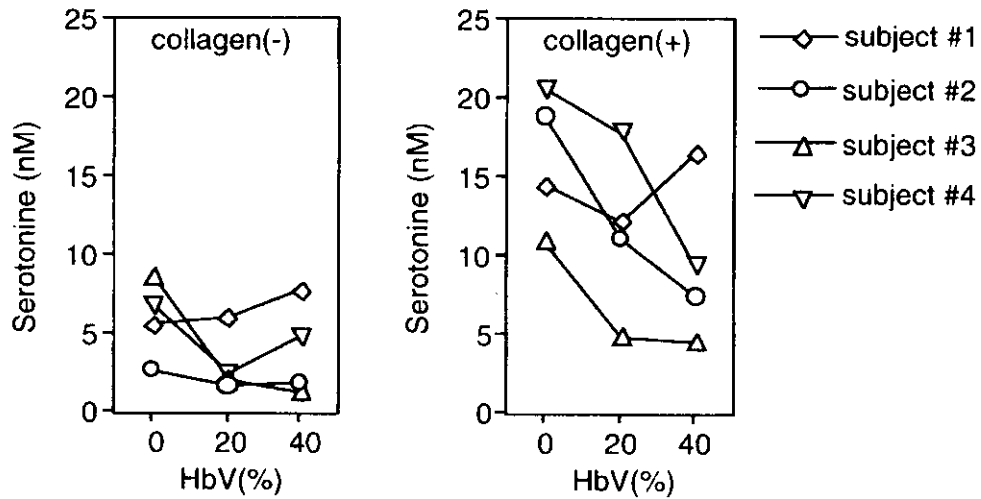 25
20
15
10
5
0
Serotonine (nM)
collagen(-)
0 20 40
HbV(%)
25
20
15
10
5
0
Serotonine (nM)
collagen(+)
0 20 40
HbV(%)
subject #1
subject #2
subject #3
subject #4